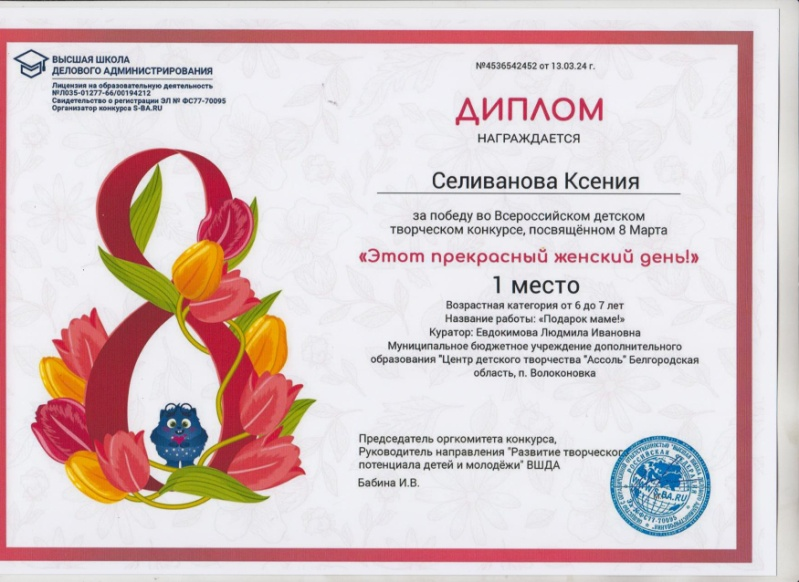 ВЫСШАЯ ШКОЛА
ДЕЛОВОГО АДМИНИСТРИРОВАНИЯ
Лицензия на образовательную деятельность
№Л035-01277-66/00194212
Свидетельство о регистрации ЭЛ № ФС77-70095
Организатор конкурса S-BA.RU
№4536542452 от 13.03.24 г.
ДИПЛОМ
НАГРАЖДАЕТСЯ
Селиванова Ксения
за победу во Всероссийском детском
творческом конкурсе, посвящённом 8 Марта
«Этот прекрасный женский день!»
1 место
Возрастная категория от 6 до 7 лет
Название работы: «Подарок маме!»
Куратор: Евдокимова Людмила Ивановна
Муниципальное бюджетное учреждение дополнительного
образования "Центр детского творчества "Ассоль" Белгородская
область, п. Волоконовка
Председатель оргкомитета конкурса,
Руководитель направления "Развитие творческого
потенциала детей и молодёжи" ВШДА
Бабина И.В.
РОССИЙСКАЯ ФЕДЕРАЦИЯ
WWW.S-BA.RU